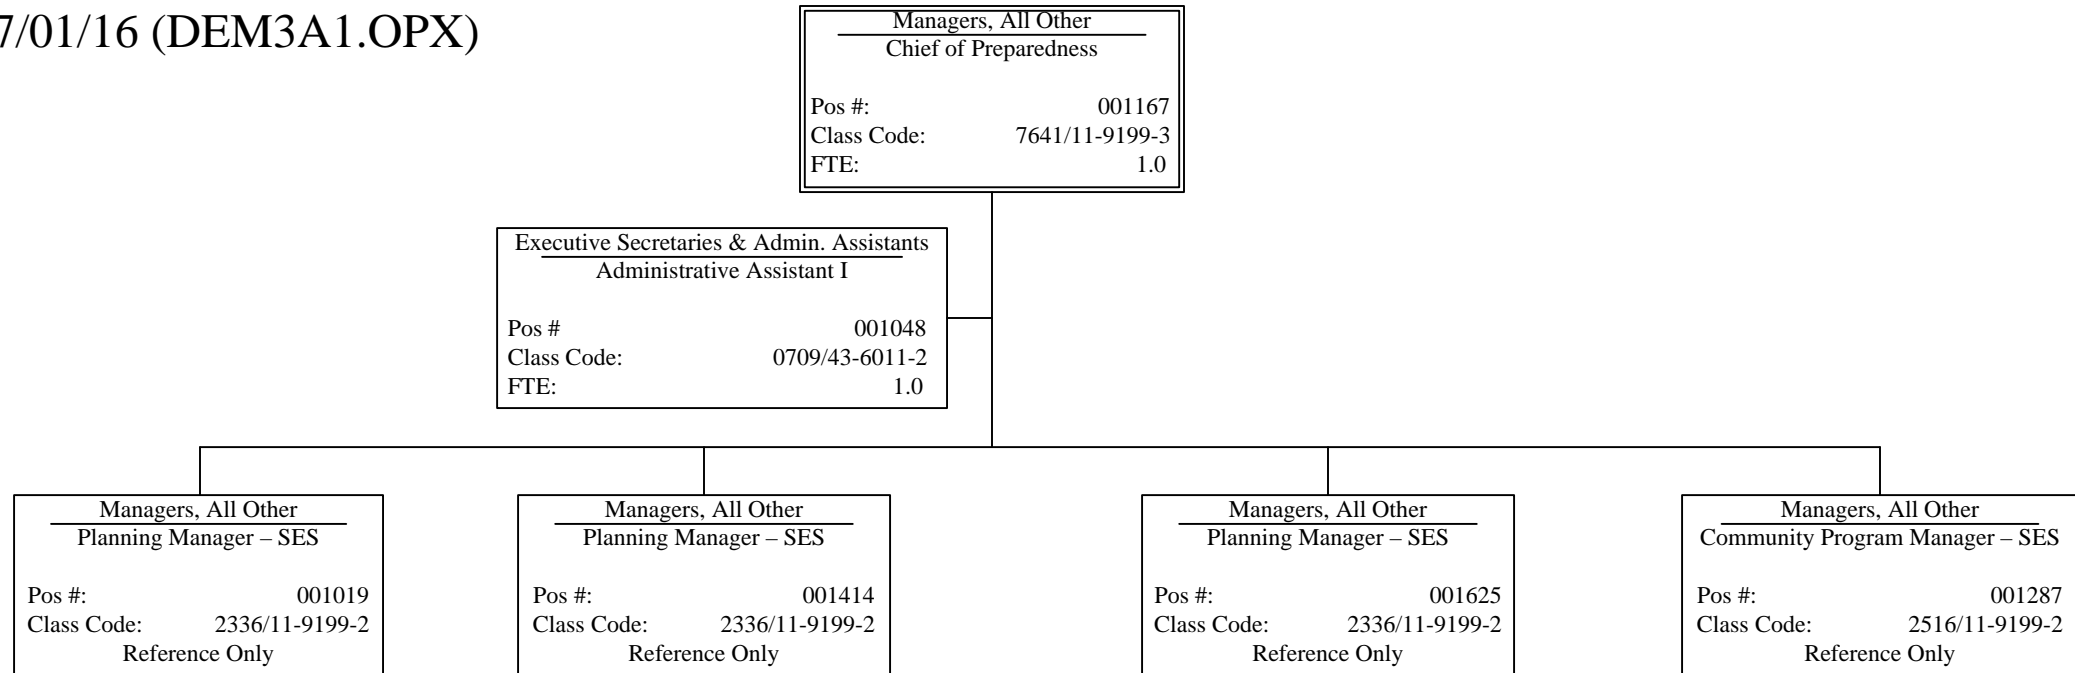 7/01/16 (DEM3A1.OPX)
Managers, All Other
Chief of Preparedness
Pos #: 001167
Class Code: 7641/11-9199-3
FTE: 1.0
Executive Secretaries & Admin. Assistants
Administrative Assistant I
Pos # 001048
Class Code: 0709/43-6011-2
FTE: 1.0
Managers, All Other
Planning Manager – SES
Pos #: 001019
Class Code: 2336/11-9199-2
Reference Only
Managers, All Other
Planning Manager – SES
Pos #: 001414
Class Code: 2336/11-9199-2
Reference Only
Managers, All Other
Planning Manager – SES
Pos #: 001625
Class Code: 2336/11-9199-2
Reference Only
Managers, All Other
Community Program Manager – SES
Pos #: 001287
Class Code: 2516/11-9199-2
Reference Only